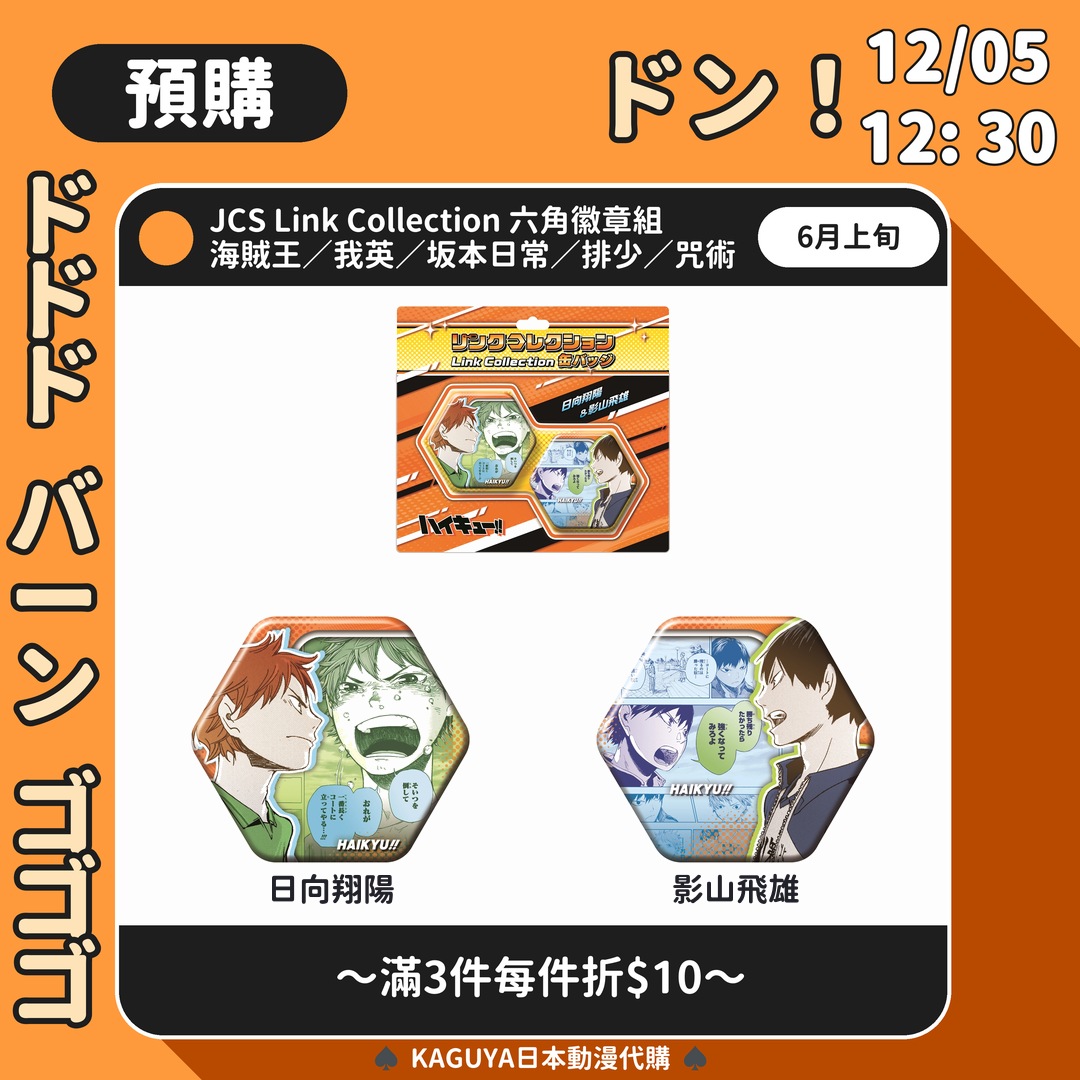 預購
ドン！
12/05
12: 30
ドドド バーン ゴゴゴ
JCS Link Collection 六角徽章組
海賊王／我英／坂本日常／排少／咒術
6月上旬
リンクコレクション
Link Collection 缶バッジ
日向翔陽
&影山飛雄
HAIKYU!!
HAIKYU!!
ハイキュー!!
そいつを
倒して
おれが
一番長く
コートに
立ってやる…!!
HAIKYU!!
勝ち残り
たかったら
強くなって
みろよ
HAIKYU!!
日向翔陽
影山飛雄
～滿3件每件折$10～
♠ KAGUYA日本動漫代購 ♠